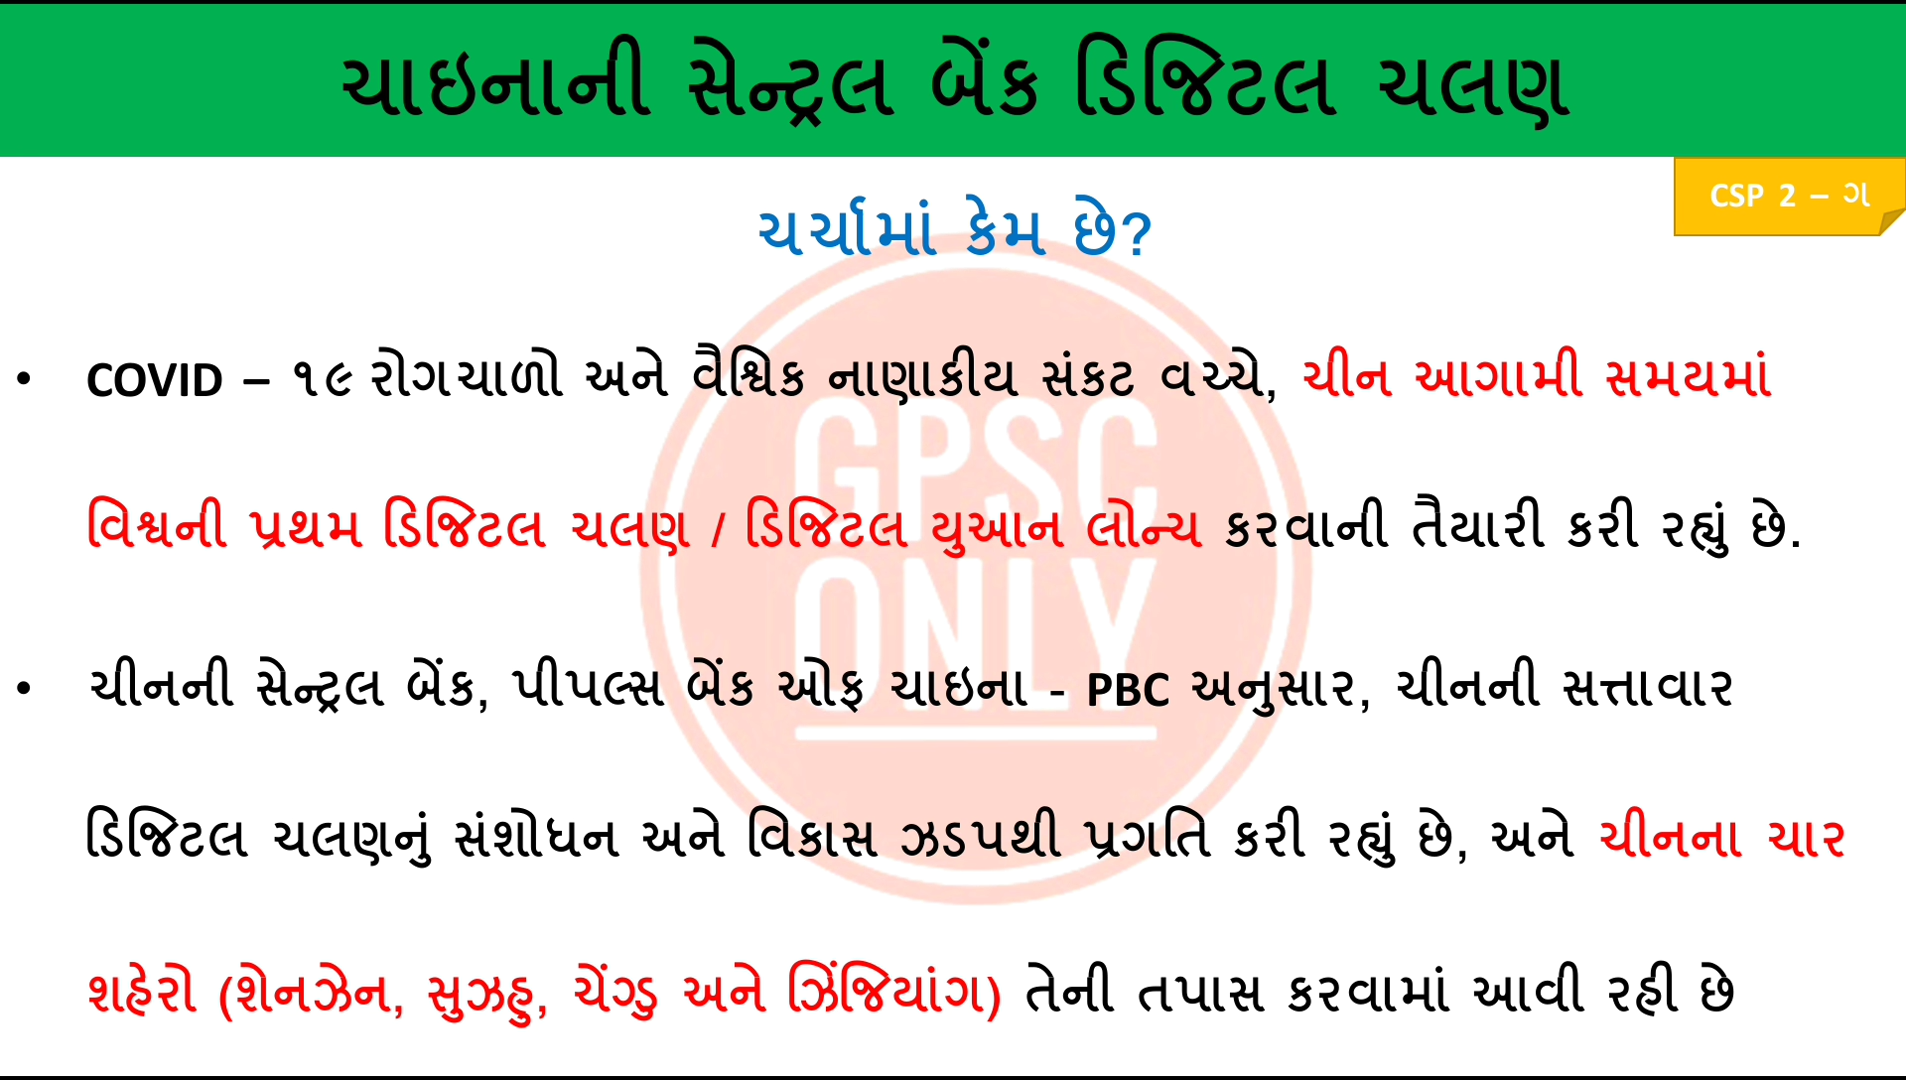 ચાઇનાની સેન્ટ્રલ બેંક ડિજિટલ ચલણ
CSP 2 – ગ
ચર્ચામાં કેમ છે?
• COVID – ૧૯ રોગચાળો અને વૈશ્વિક નાણાકીય સંકટ વચ્ચે, ચીન આગામી સમયમાં
વિશ્વની પ્રથમ ડિજિટલ ચલણ / ડિજિટલ યુઆન લોન્ચ કરવાની તૈયારી કરી રહ્યું છે.
• ચીનની સેન્ટ્રલ બેંક, પીપલ્સ બેંક ઓફ ચાઇના - PBC અનુસાર, ચીનની સત્તાવાર
ડિજિટલ ચલણનું સંશોધન અને વિકાસ ઝડપથી પ્રગતિ કરી રહ્યું છે, અને ચીનના ચાર
શહેરો (શેનઝેન, સુઝહુ, ચેંગ્ડુ અને ઝિંજિયાંગ) તેની તપાસ કરવામાં આવી રહી છે
GPSC
ONLY